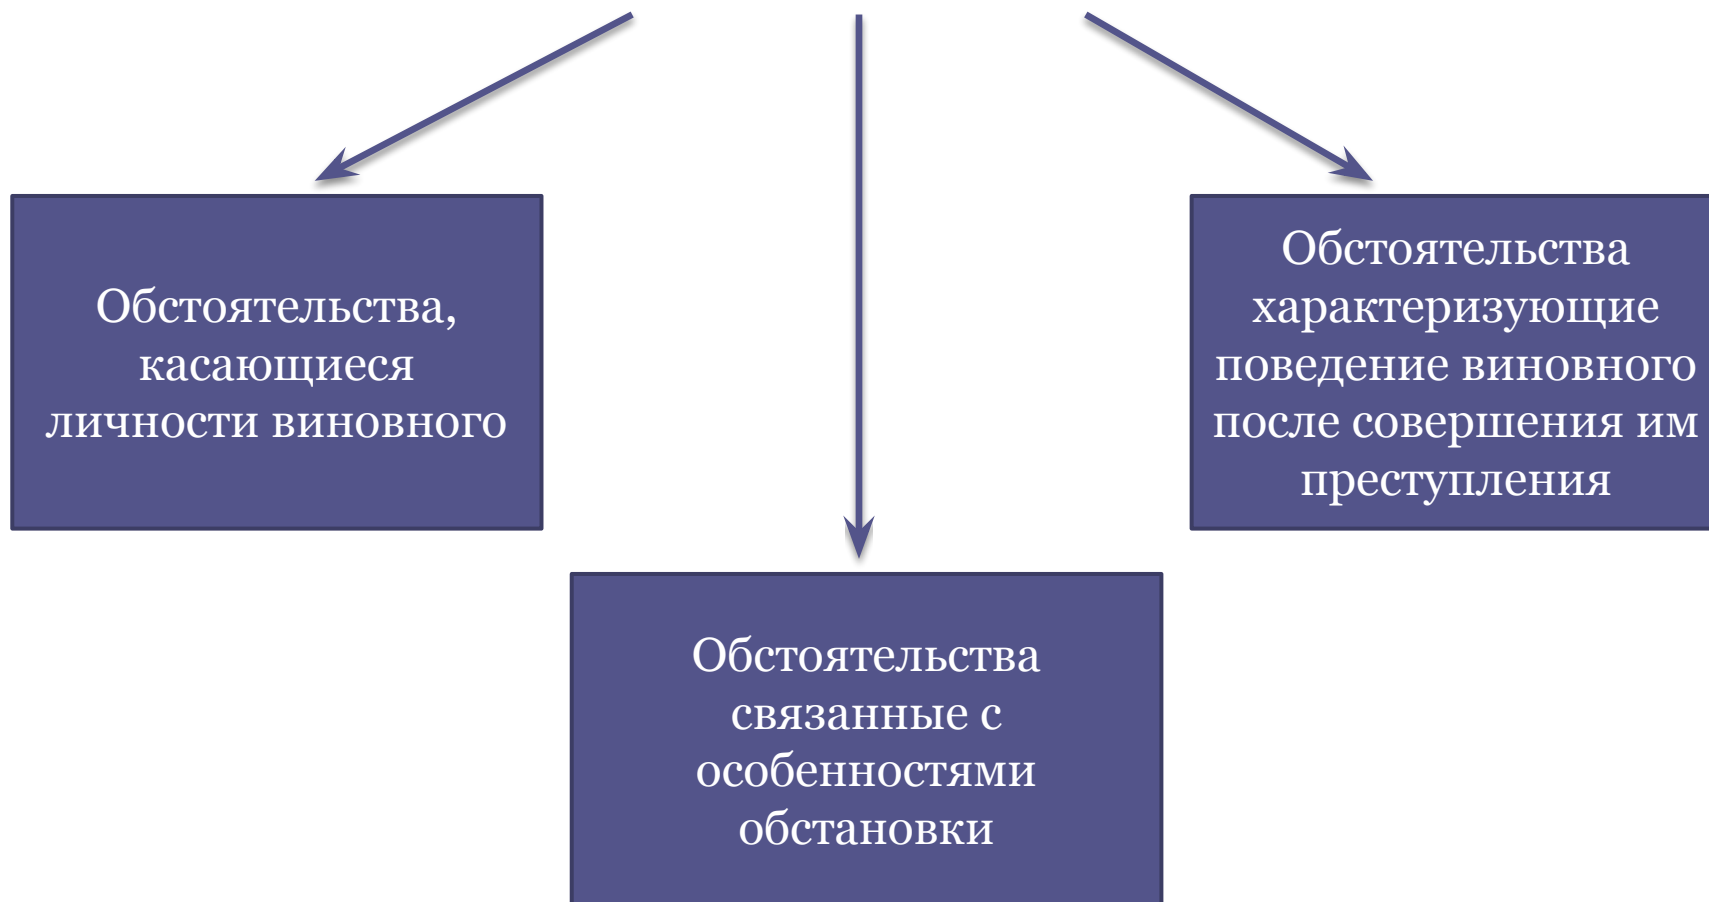 Обстоятельства,
касающиеся
личности виновного
Обстоятельства
характеризующие
поведение виновного
после совершения им
преступления
Обстоятельства
связанные с
особенностями
обстановки